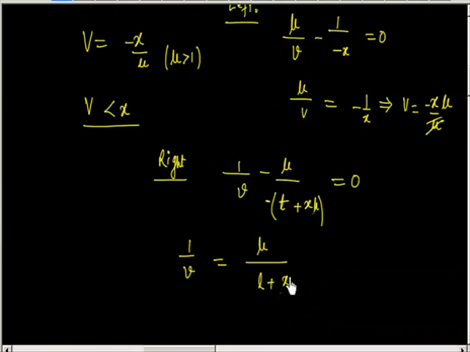 μ/v - 1/-x = 0
V = -x/μ (μ>1)
μ/v = -1/x ⇒ V = -xμ
V < x
Right 1/v - μ/-(t + xμ) = 0
1/v = μ/t + x